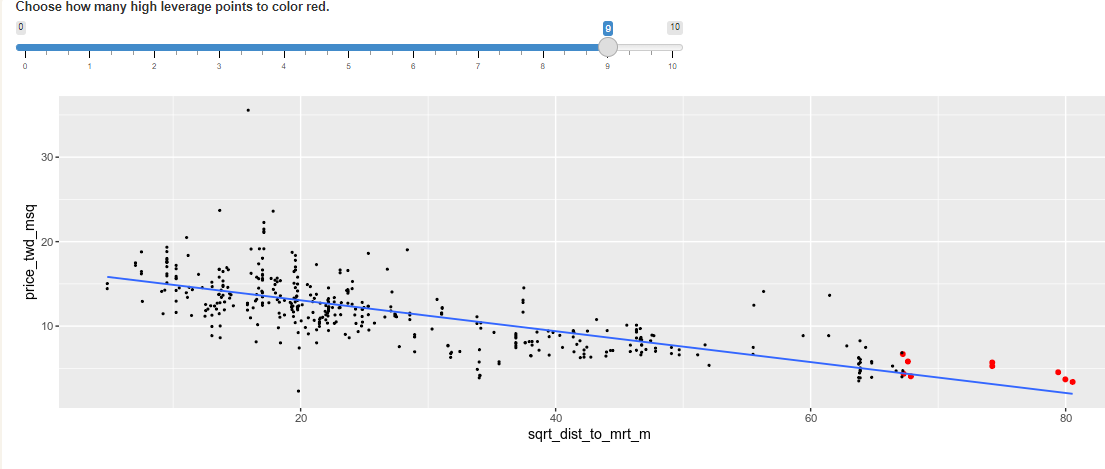 Choose how many high leverage points to color red.
0 9 10
0 1 2 3 4 5 6 7 8 9 10
30
20
10
price_twd_msq
20 40 60 80
sqrt_dist_to_mrt_m